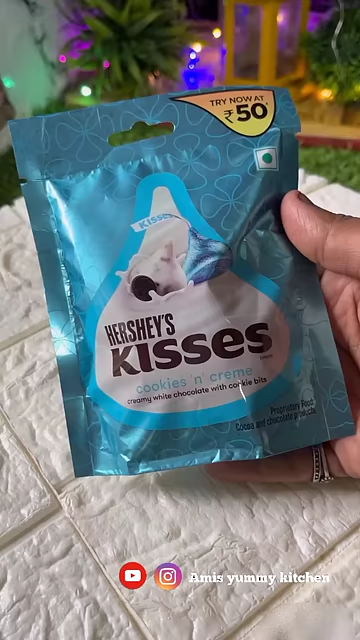 TRY NOW AT
₹50
KISSES
HERSHEY'S
KISSES
cookies 'n' creme
creamy white chocolate with cookie bits
Proprietary Food
Cocoa and chocolate products
Amis yummy kitchen